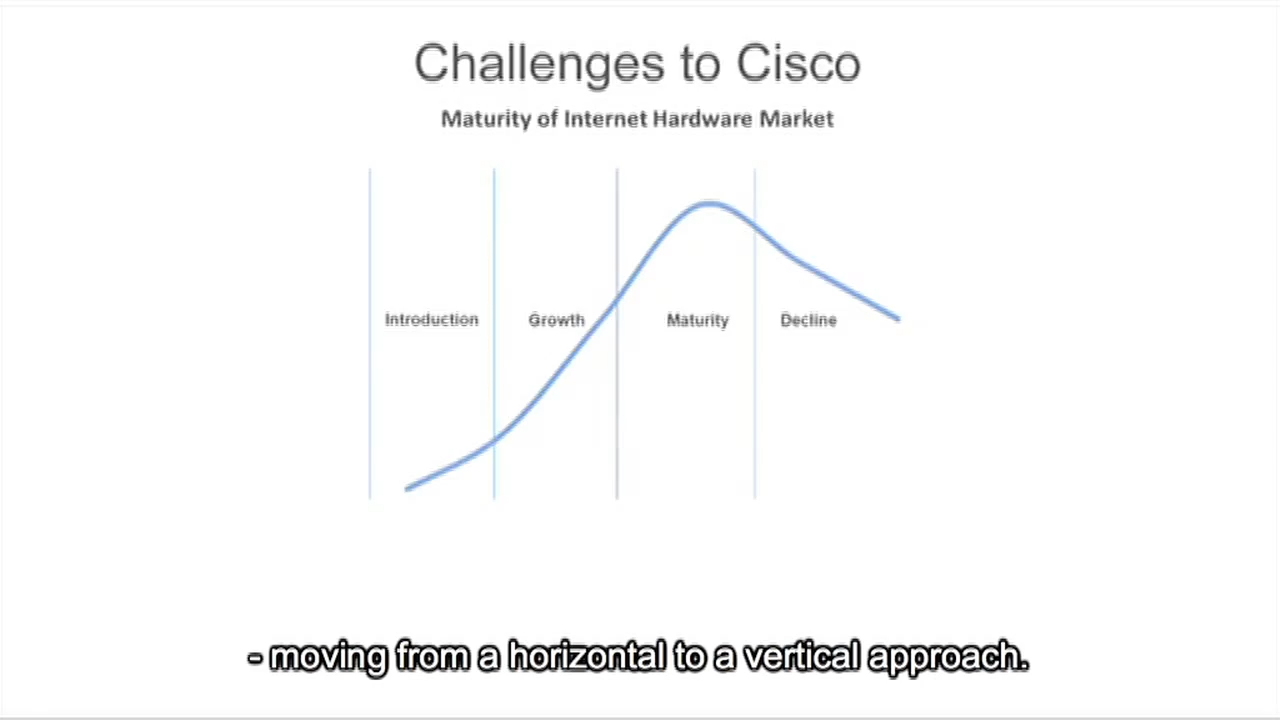 Challenges to Cisco
Maturity of Internet Hardware Market
Introduction Growth Maturity Decline
- moving from a horizontal to a vertical approach.